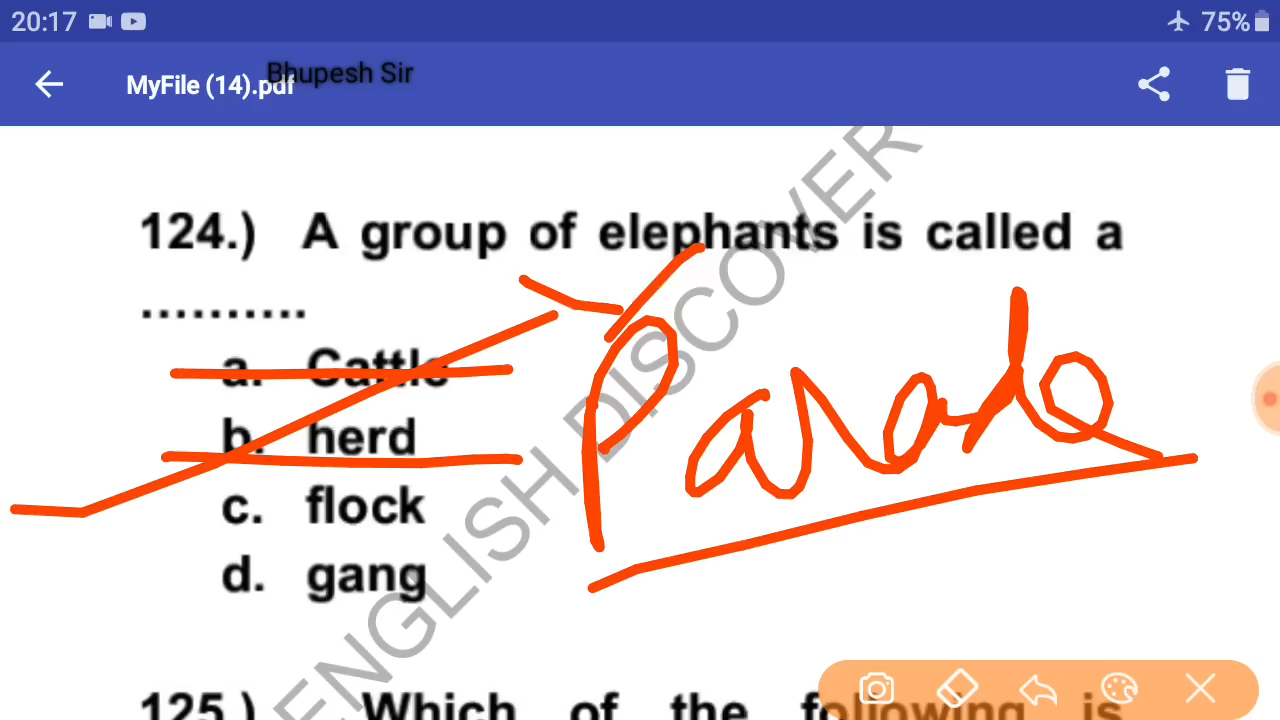 20:17 75%
Bhupesh Sir
MyFile (14).pdf
124.) A group of elephants is called a
..........
a. Cattle
b. herd
c. flock
d. gang
Parade
ENGLISH DISCOVER
125.) Which of the following is